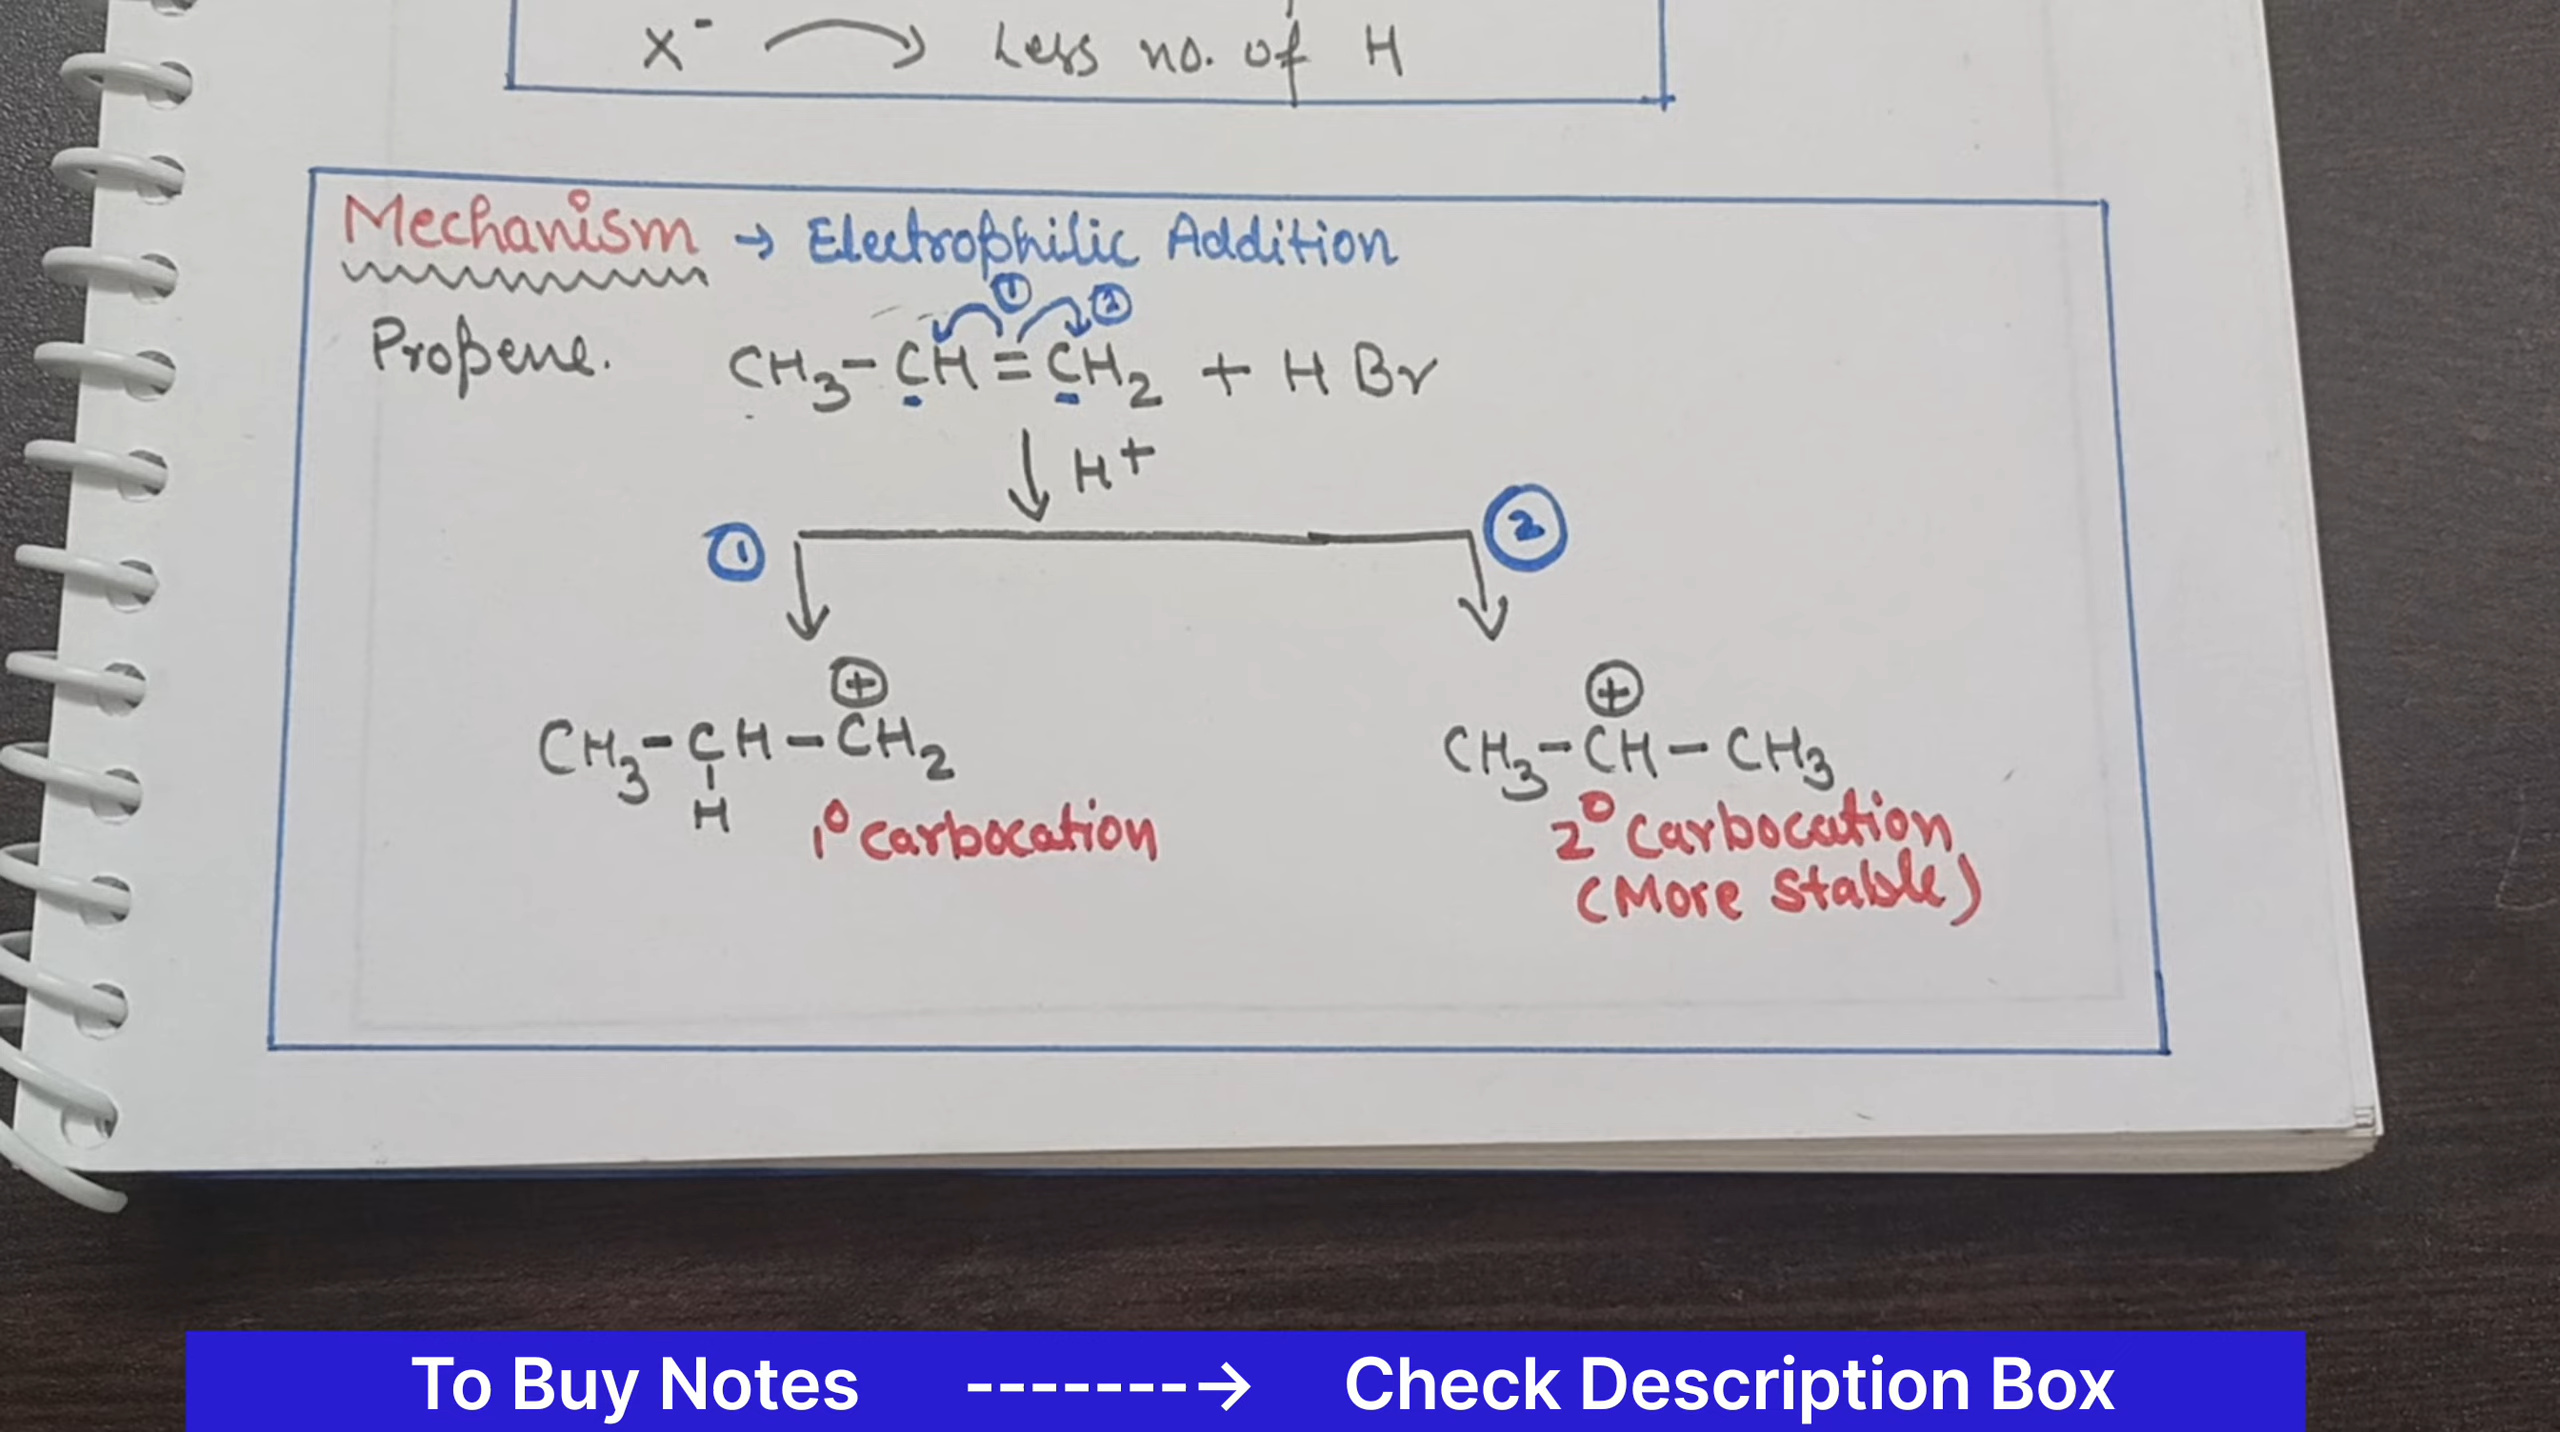 X⁻ ⟶ Less no. of H
Mechanism → Electrophilic Addition
① ②
Propene. CH₃-CH=CH₂ + H Br
↓ H⁺
① ②
⊕ ⊕
CH₃-CH-CH₂ CH₃-CH-CH₃
H
1° carbocation 2° carbocation
(More Stable)
To Buy Notes -------→ Check Description Box